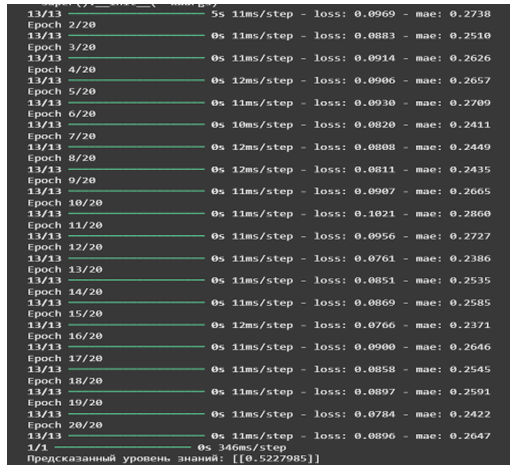 super().__init__(**kwargs)
13/13 ━━━━━━━━━━━━━━━━━━━━ 5s 11ms/step - loss: 0.0969 - mae: 0.2738
Epoch 2/20
13/13 ━━━━━━━━━━━━━━━━━━━━ 0s 11ms/step - loss: 0.0883 - mae: 0.2510
Epoch 3/20
13/13 ━━━━━━━━━━━━━━━━━━━━ 0s 11ms/step - loss: 0.0914 - mae: 0.2626
Epoch 4/20
13/13 ━━━━━━━━━━━━━━━━━━━━ 0s 12ms/step - loss: 0.0906 - mae: 0.2657
Epoch 5/20
13/13 ━━━━━━━━━━━━━━━━━━━━ 0s 11ms/step - loss: 0.0930 - mae: 0.2709
Epoch 6/20
13/13 ━━━━━━━━━━━━━━━━━━━━ 0s 10ms/step - loss: 0.0820 - mae: 0.2411
Epoch 7/20
13/13 ━━━━━━━━━━━━━━━━━━━━ 0s 12ms/step - loss: 0.0808 - mae: 0.2449
Epoch 8/20
13/13 ━━━━━━━━━━━━━━━━━━━━ 0s 12ms/step - loss: 0.0811 - mae: 0.2435
Epoch 9/20
13/13 ━━━━━━━━━━━━━━━━━━━━ 0s 11ms/step - loss: 0.0907 - mae: 0.2665
Epoch 10/20
13/13 ━━━━━━━━━━━━━━━━━━━━ 0s 11ms/step - loss: 0.1021 - mae: 0.2860
Epoch 11/20
13/13 ━━━━━━━━━━━━━━━━━━━━ 0s 11ms/step - loss: 0.0956 - mae: 0.2727
Epoch 12/20
13/13 ━━━━━━━━━━━━━━━━━━━━ 0s 11ms/step - loss: 0.0761 - mae: 0.2386
Epoch 13/20
13/13 ━━━━━━━━━━━━━━━━━━━━ 0s 11ms/step - loss: 0.0851 - mae: 0.2535
Epoch 14/20
13/13 ━━━━━━━━━━━━━━━━━━━━ 0s 11ms/step - loss: 0.0869 - mae: 0.2585
Epoch 15/20
13/13 ━━━━━━━━━━━━━━━━━━━━ 0s 12ms/step - loss: 0.0766 - mae: 0.2371
Epoch 16/20
13/13 ━━━━━━━━━━━━━━━━━━━━ 0s 11ms/step - loss: 0.0900 - mae: 0.2646
Epoch 17/20
13/13 ━━━━━━━━━━━━━━━━━━━━ 0s 11ms/step - loss: 0.0858 - mae: 0.2545
Epoch 18/20
13/13 ━━━━━━━━━━━━━━━━━━━━ 0s 11ms/step - loss: 0.0897 - mae: 0.2591
Epoch 19/20
13/13 ━━━━━━━━━━━━━━━━━━━━ 0s 11ms/step - loss: 0.0784 - mae: 0.2422
Epoch 20/20
13/13 ━━━━━━━━━━━━━━━━━━━━ 0s 11ms/step - loss: 0.0896 - mae: 0.2647
1/1 ━━━━━━━━━━━━━━━━━━━━ 0s 346ms/step
Предсказанный уровень знаний: [[0.5227985]]